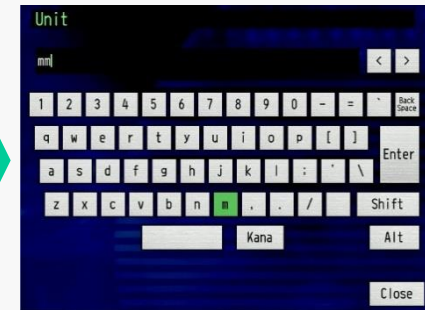 Unit
mm
< >
1 2 3 4 5 6 7 8 9 0 - = ` Back Space
q w e r t y u i o p [ ]
Enter
a s d f g h j k l : ' \
z x c v b n m , . / Shift
Kana Alt
Close